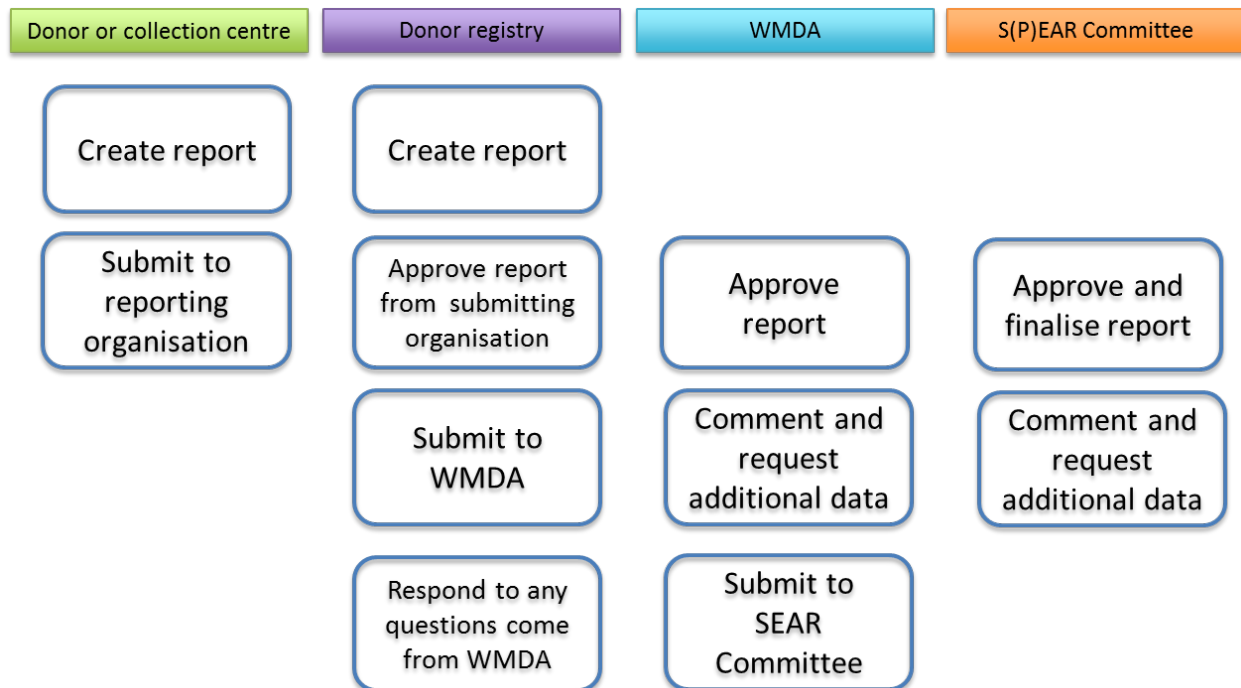 Donor or collection centre
Donor registry
WMDA
S(P)EAR Committee
Create report
Create report
Submit to
reporting
organisation
Approve report
from submitting
organisation
Approve
report
Approve and
finalise report
Submit to
WMDA
Comment and
request
additional data
Comment and
request
additional data
Respond to any
questions come
from WMDA
Submit to
SEAR
Committee